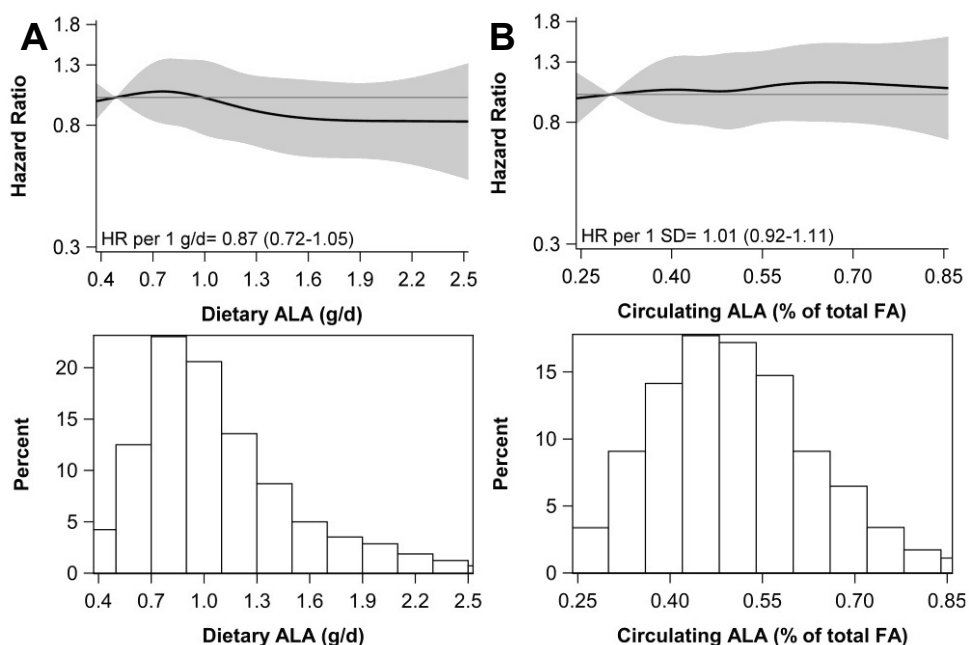 A
Hazard Ratio
1.8
1.3
0.8
0.3
HR per 1 g/d= 0.87 (0.72-1.05)
0.4 0.7 1.0 1.3 1.6 1.9 2.2 2.5
Dietary ALA (g/d)
B
Hazard Ratio
1.8
1.3
0.8
0.3
HR per 1 SD= 1.01 (0.92-1.11)
0.25 0.40 0.55 0.70 0.85
Circulating ALA (% of total FA)
Percent
20
15
10
5
0
0.4 0.7 1.0 1.3 1.6 1.9 2.2 2.5
Dietary ALA (g/d)
Percent
15
10
5
0
0.25 0.40 0.55 0.70 0.85
Circulating ALA (% of total FA)